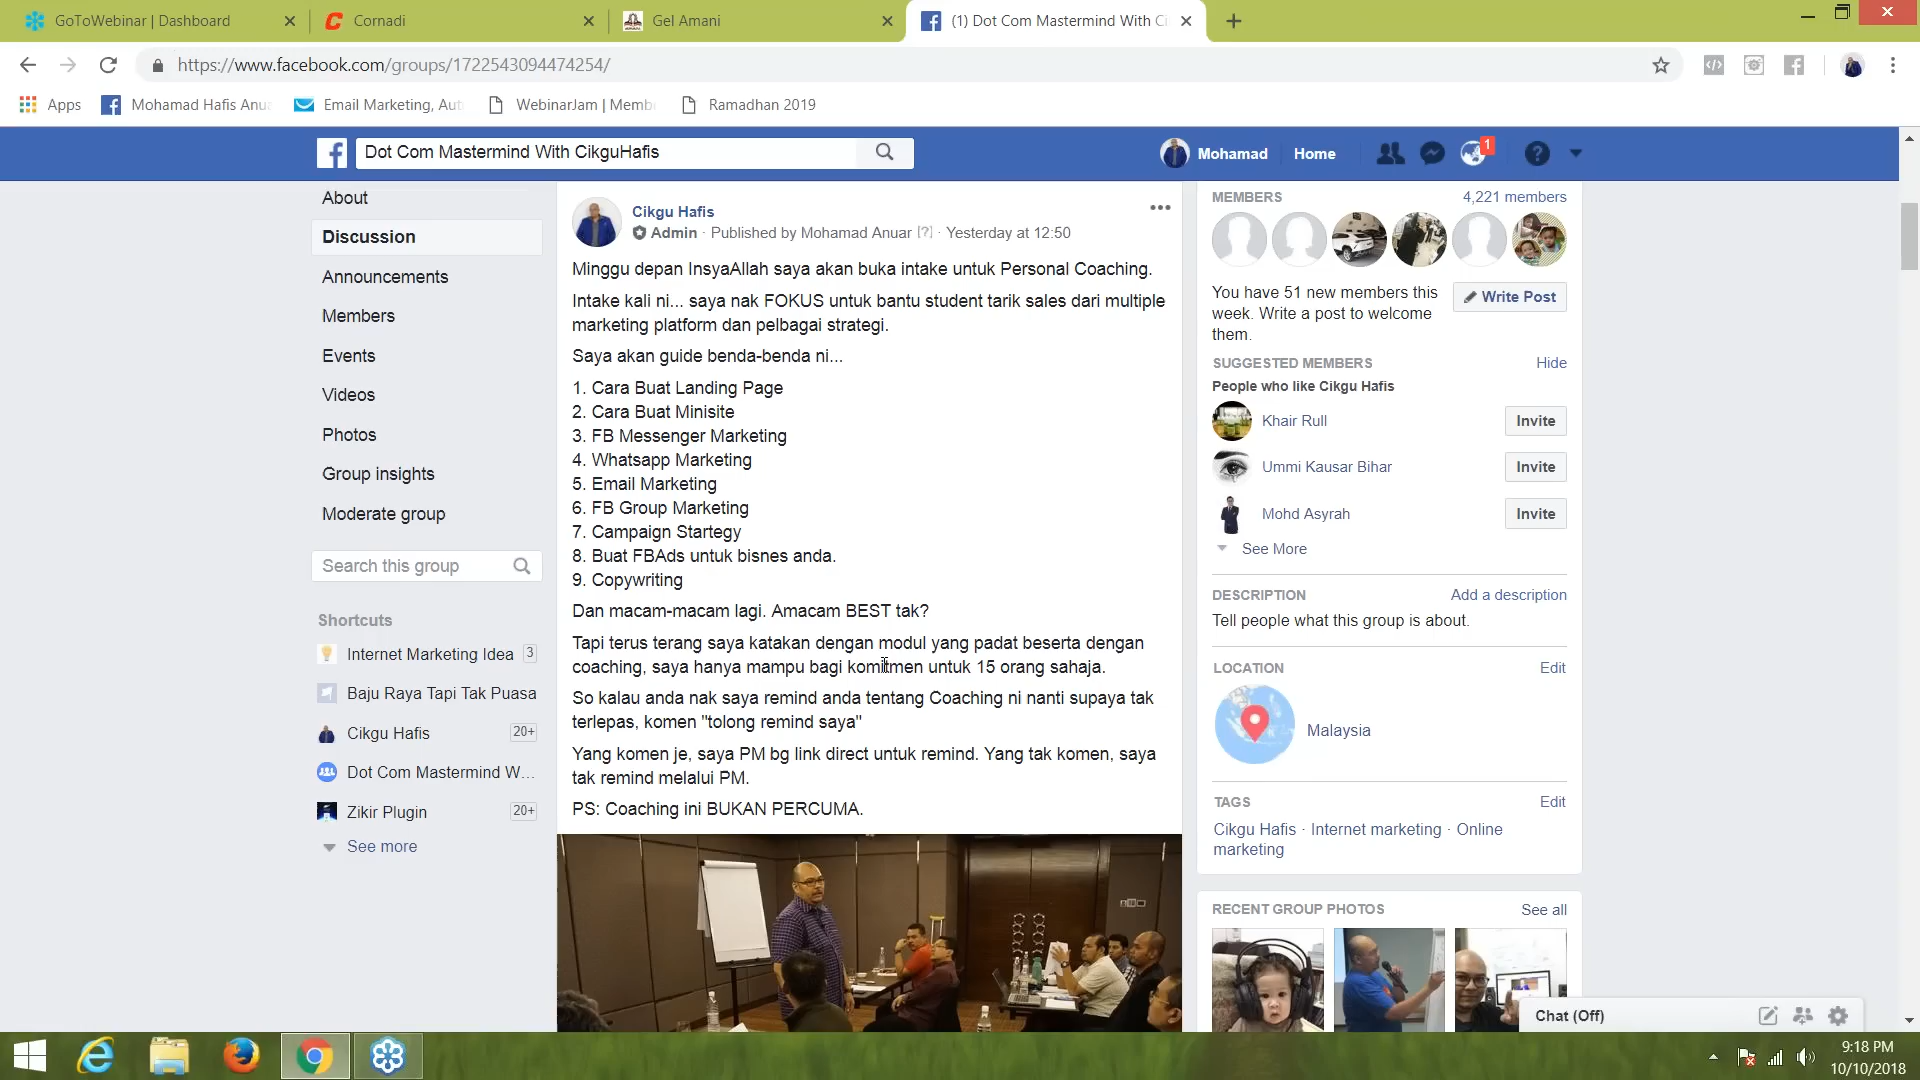 GoToWebinar | Dashboard
Cornadi
Gel Amani
(1) Dot Com Mastermind With Ci
https://www.facebook.com/groups/1722543094474254/
Apps
Mohamad Hafis Anua
Email Marketing, Aut
WebinarJam | Memb
Ramadhan 2019
Dot Com Mastermind With CikguHafis
Mohamad
Home
1
About
Discussion
Announcements
Members
Events
Videos
Photos
Group insights
Moderate group
Search this group
Shortcuts
Internet Marketing Idea 3
Baju Raya Tapi Tak Puasa
Cikgu Hafis 20+
Dot Com Mastermind W...
Zikir Plugin 20+
See more
Cikgu Hafis
Admin · Published by Mohamad Anuar [?] · Yesterday at 12:50
Minggu depan InsyaAllah saya akan buka intake untuk Personal Coaching.
Intake kali ni... saya nak FOKUS untuk bantu student tarik sales dari multiple
marketing platform dan pelbagai strategi.
Saya akan guide benda-benda ni...
1. Cara Buat Landing Page
2. Cara Buat Minisite
3. FB Messenger Marketing
4. Whatsapp Marketing
5. Email Marketing
6. FB Group Marketing
7. Campaign Startegy
8. Buat FBAds untuk bisnes anda.
9. Copywriting
Dan macam-macam lagi. Amacam BEST tak?
Tapi terus terang saya katakan dengan modul yang padat beserta dengan
coaching, saya hanya mampu bagi komitmen untuk 15 orang sahaja.
So kalau anda nak saya remind anda tentang Coaching ni nanti supaya tak
terlepas, komen "tolong remind saya"
Yang komen je, saya PM bg link direct untuk remind. Yang tak komen, saya
tak remind melalui PM.
PS: Coaching ini BUKAN PERCUMA.
MEMBERS
4,221 members
You have 51 new members this
week. Write a post to welcome
them.
Write Post
SUGGESTED MEMBERS
Hide
People who like Cikgu Hafis
Khair Rull
Invite
Ummi Kausar Bihar
Invite
Mohd Asyrah
Invite
See More
DESCRIPTION
Add a description
Tell people what this group is about.
LOCATION
Edit
Malaysia
TAGS
Edit
Cikgu Hafis · Internet marketing · Online
marketing
RECENT GROUP PHOTOS
See all
Chat (Off)
9:18 PM
10/10/2018